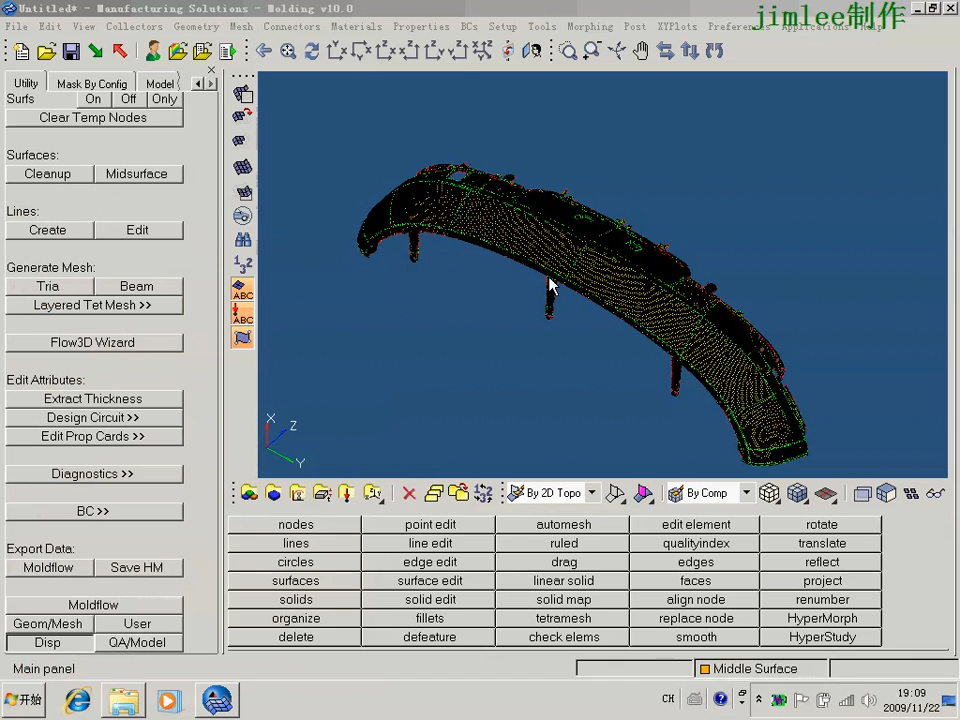 Untitled* - Manufacturing Solutions - Molding v10.0
jimlee制作
File Edit View Collectors Geometry Mesh Connectors Materials Properties BCs Setup Tools Morphing Post XYPlots Preferences Applications Help
Utility Mask By Config Model
Surfs On Off Only
Clear Temp Nodes
Surfaces:
Cleanup Midsurface
Lines:
Create Edit
Generate Mesh:
Tria Beam
Layered Tet Mesh >>
Flow3D Wizard
Edit Attributes:
Extract Thickness
Design Circuit >>
Edit Prop Cards >>
Diagnostics >>
BC >>
Export Data:
Moldflow Save HM
Moldflow
Geom/Mesh User
Disp QA/Model
123
ABC
ABC
X
Z
Y
By 2D Topo By Comp
nodes point edit automesh edit element rotate
lines line edit ruled qualityindex translate
circles edge edit drag edges reflect
surfaces surface edit linear solid faces project
solids solid edit solid map align node renumber
organize fillets tetramesh replace node HyperMorph
delete defeature check elems smooth HyperStudy
Main panel Middle Surface
开始 CH 19:09
2009/11/22